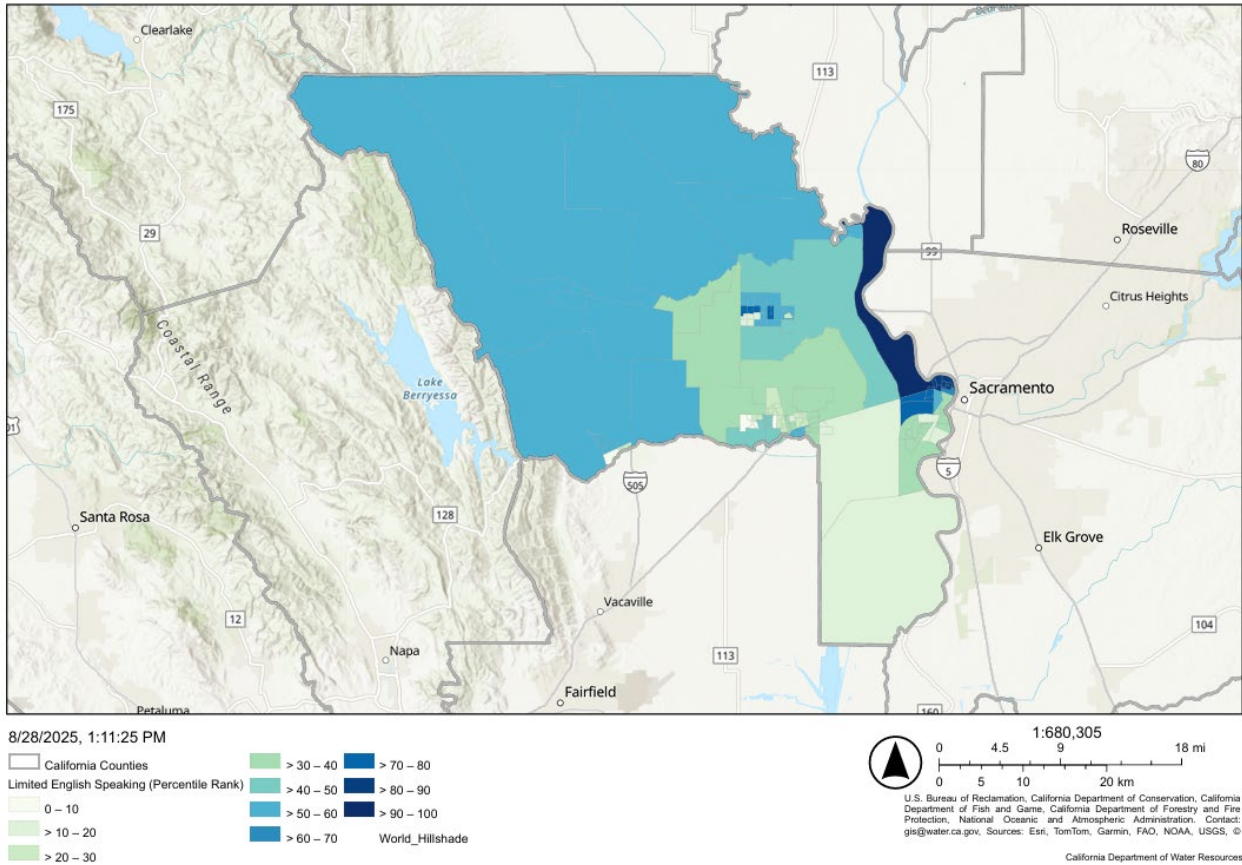 Clearlake
113
175
80
29
Roseville
99
Citrus Heights
Coastal Range
Lake
Berryessa
Sacramento
505
5
128
Santa Rosa
Elk Grove
Vacaville
12
104
Napa
113
Fairfield
Petaluma
160
8/28/2025, 1:11:25 PM
California Counties
Limited English Speaking (Percentile Rank)
0 – 10
> 10 – 20
> 20 – 30
> 30 – 40
> 40 – 50
> 50 – 60
> 60 – 70
> 70 – 80
> 80 – 90
> 90 – 100
World_Hillshade
1:680,305
0 4.5 9 18 mi
0 5 10 20 km
U.S. Bureau of Reclamation, California Department of Conservation, California
Department of Fish and Game, California Department of Forestry and Fire
Protection, National Oceanic and Atmospheric Administration. Contact:
gis@water.ca.gov, Sources: Esri, TomTom, Garmin, FAO, NOAA, USGS, ©
California Department of Water Resources